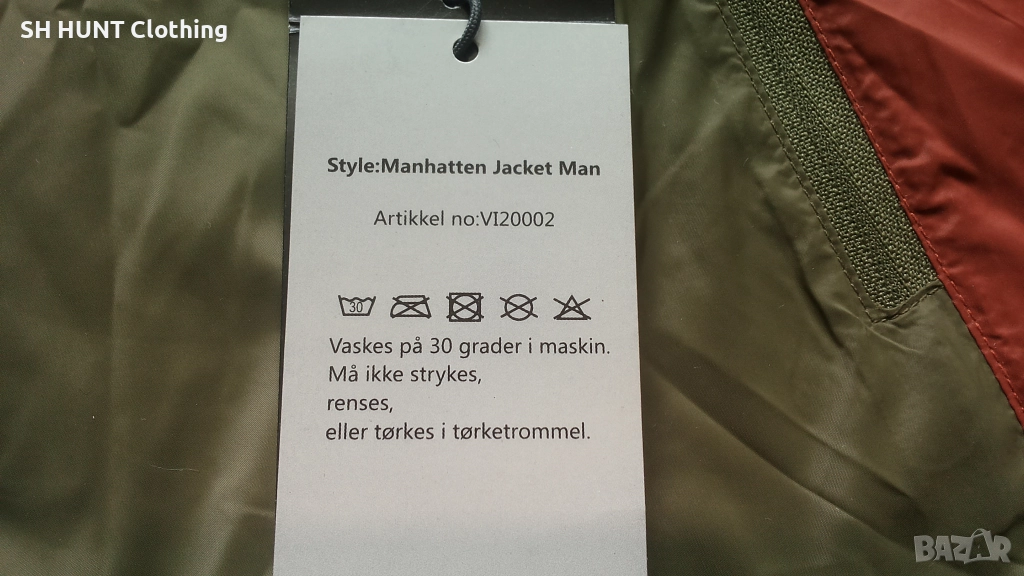 SH HUNT Clothing
Style:Manhatten Jacket Man
Artikkel no:VI20002
30
Vaskes på 30 grader i maskin.
Må ikke strykes,
renses,
eller tørkes i tørketrommel.
BAZAR